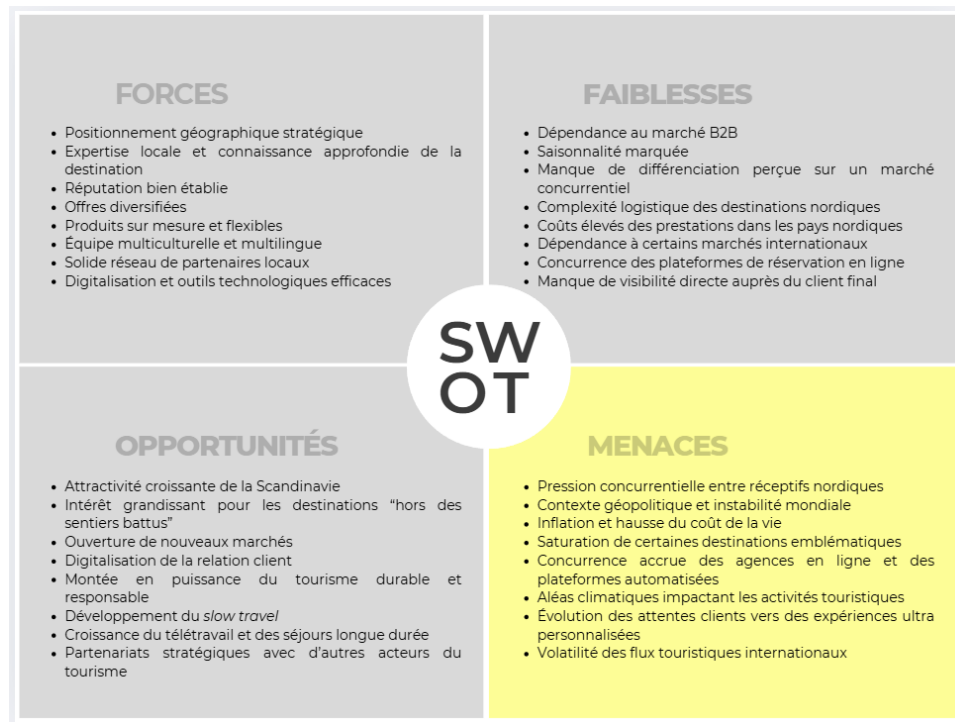 FORCES
• Positionnement géographique stratégique
• Expertise locale et connaissance approfondie de la
destination
• Réputation bien établie
• Offres diversifiées
• Produits sur mesure et flexibles
• Équipe multiculturelle et multilingue
• Solide réseau de partenaires locaux
• Digitalisation et outils technologiques efficaces
FAIBLESSES
• Dépendance au marché B2B
• Saisonnalité marquée
• Manque de différenciation perçue sur un marché
concurrentiel
• Complexité logistique des destinations nordiques
• Coûts élevés des prestations dans les pays nordiques
• Dépendance à certains marchés internationaux
• Concurrence des plateformes de réservation en ligne
• Manque de visibilité directe auprès du client final
SW
OT
OPPORTUNITÉS
• Attractivité croissante de la Scandinavie
• Intérêt grandissant pour les destinations “hors des
sentiers battus”
• Ouverture de nouveaux marchés
• Digitalisation de la relation client
• Montée en puissance du tourisme durable et
responsable
• Développement du slow travel
• Croissance du télétravail et des séjours longue durée
• Partenariats stratégiques avec d’autres acteurs du
tourisme
MENACES
• Pression concurrentielle entre réceptifs nordiques
• Contexte géopolitique et instabilité mondiale
• Inflation et hausse du coût de la vie
• Saturation de certaines destinations emblématiques
• Concurrence accrue des agences en ligne et des
plateformes automatisées
• Aléas climatiques impactant les activités touristiques
• Évolution des attentes clients vers des expériences ultra
personnalisées
• Volatilité des flux touristiques internationaux